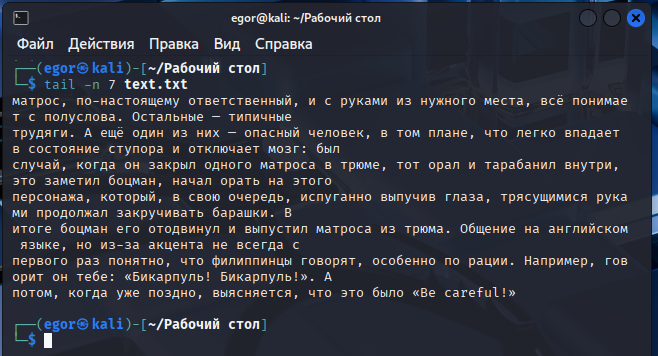 egor@kali: ~/Рабочий стол
Файл Действия Правка Вид Справка
┌──(egor㉿kali)-[~/Рабочий стол]
└─$ tail -n 7 text.txt
матрос, по-настоящему ответственный, и с руками из нужного места, всё понимае
т с полуслова. Остальные — типичные
трудяги. А ещё один из них — опасный человек, в том плане, что легко впадает
в состояние ступора и отключает мозг: был
случай, когда он закрыл одного матроса в трюме, тот орал и тарабанил внутри,
это заметил боцман, начал орать на этого
персонажа, который, в свою очередь, испуганно выпучив глаза, трясущимися рука
ми продолжал закручивать барашки. В
итоге боцман его отодвинул и выпустил матроса из трюма. Общение на английском
языке, но из-за акцента не всегда с
первого раз понятно, что филиппинцы говорят, особенно по рации. Например, гов
орит он тебе: «Бикарпуль! Бикарпуль!». А
потом, когда уже поздно, выясняется, что это было «Be careful!»
┌──(egor㉿kali)-[~/Рабочий стол]
└─$